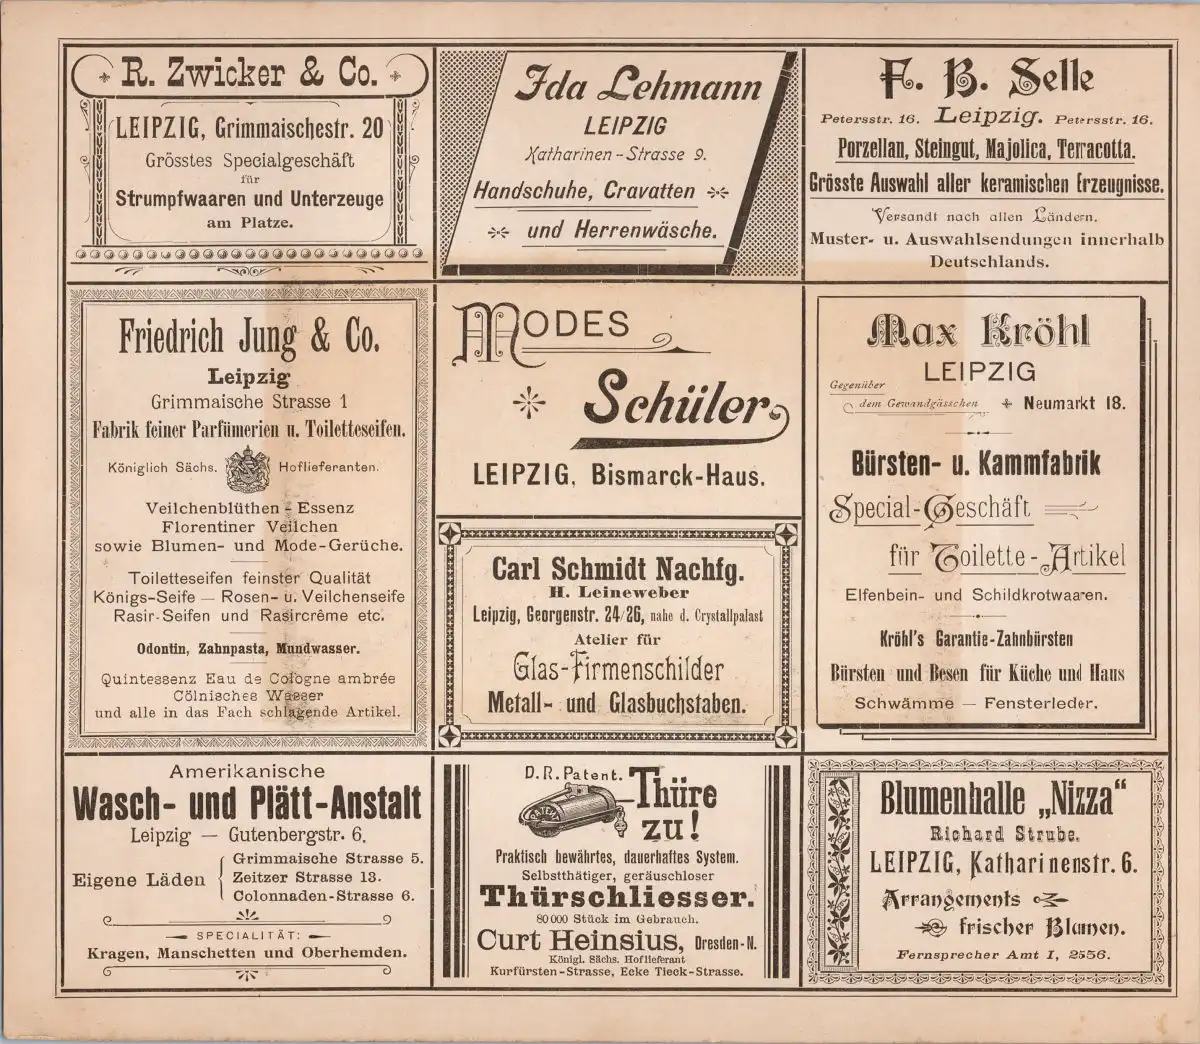 R. Zwicker & Co.
LEIPZIG, Grimmaischestr. 20
Grösstes Specialgeschäft
für
Strumpfwaaren und Unterzeuge
am Platze.
Ida Lehmann
LEIPZIG
Katharinen-Strasse 9.
Handschuhe, Cravatten
und Herrenwäsche.
F. B. Selle
Petersstr. 16. Leipzig. Petersstr. 16.
Porzellan, Steingut, Majolica, Terracotta.
Grösste Auswahl aller keramischen Erzeugnisse.
Versandt nach allen Ländern.
Muster- u. Auswahlsendungen innerhalb
Deutschlands.
Friedrich Jung & Co.
Leipzig
Grimmaische Strasse 1
Fabrik feiner Parfümerien u. Toiletteseifen.
Königlich Sächs. Hoflieferanten.
Veilchenblüthen - Essenz
Florentiner Veilchen
sowie Blumen- und Mode-Gerüche.
Toiletteseifen feinster Qualität
Königs-Seife — Rosen- u. Veilchenseife
Rasir-Seifen und Rasircrême etc.
Odontin, Zahnpasta, Mundwasser.
Quintessenz Eau de Cologne ambrée
Cölnisches Wasser
und alle in das Fach schlagende Artikel.
MODES
Schüler
LEIPZIG, Bismarck-Haus.
Carl Schmidt Nachfg.
H. Leineweber
Leipzig, Georgenstr. 24/26, nahe d. Crystallpalast
Atelier für
Glas-Firmenschilder
Metall- und Glasbuchstaben.
Max Kröhl
LEIPZIG
Gegenüber
dem Gewandgässchen Neumarkt 18.
Bürsten- u. Kammfabrik
Special-Geschäft
für Toilette-Artikel
Elfenbein- und Schildkrotwaaren.
Kröhl's Garantie-Zahnbürsten
Bürsten und Besen für Küche und Haus
Schwämme — Fensterleder.
Amerikanische
Wasch- und Plätt-Anstalt
Leipzig — Gutenbergstr. 6.
Eigene Läden
Grimmaische Strasse 5.
Zeitzer Strasse 13.
Colonnaden-Strasse 6.
SPECIALITÄT:
Kragen, Manschetten und Oberhemden.
D. R. Patent.
Thüre
zu!
Praktisch bewährtes, dauerhaftes System.
Selbstthätiger, geräuschloser
Thürschliesser.
80000 Stück im Gebrauch.
Curt Heinsius, Dresden-N.
Königl. Sächs. Hoflieferant
Kurfürsten-Strasse, Ecke Tieck-Strasse.
Blumenhalle „Nizza“
Richard Strube.
LEIPZIG, Katharinenstr. 6.
Arrangements
frischer Blumen.
Fernsprecher Amt I, 2556.